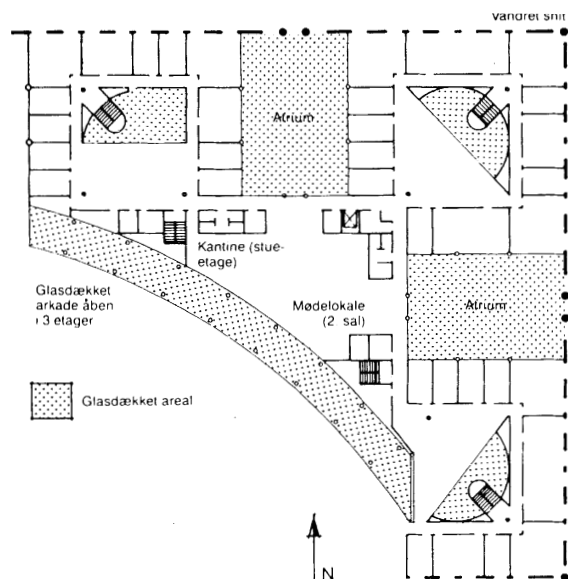 Vandret snit
Atrium
Kantine (stue-
etage)
Glasdækket
arkade åben
i 3 etager
Mødelokale
(2. sal)
Atrium
Glasdækket areal
N